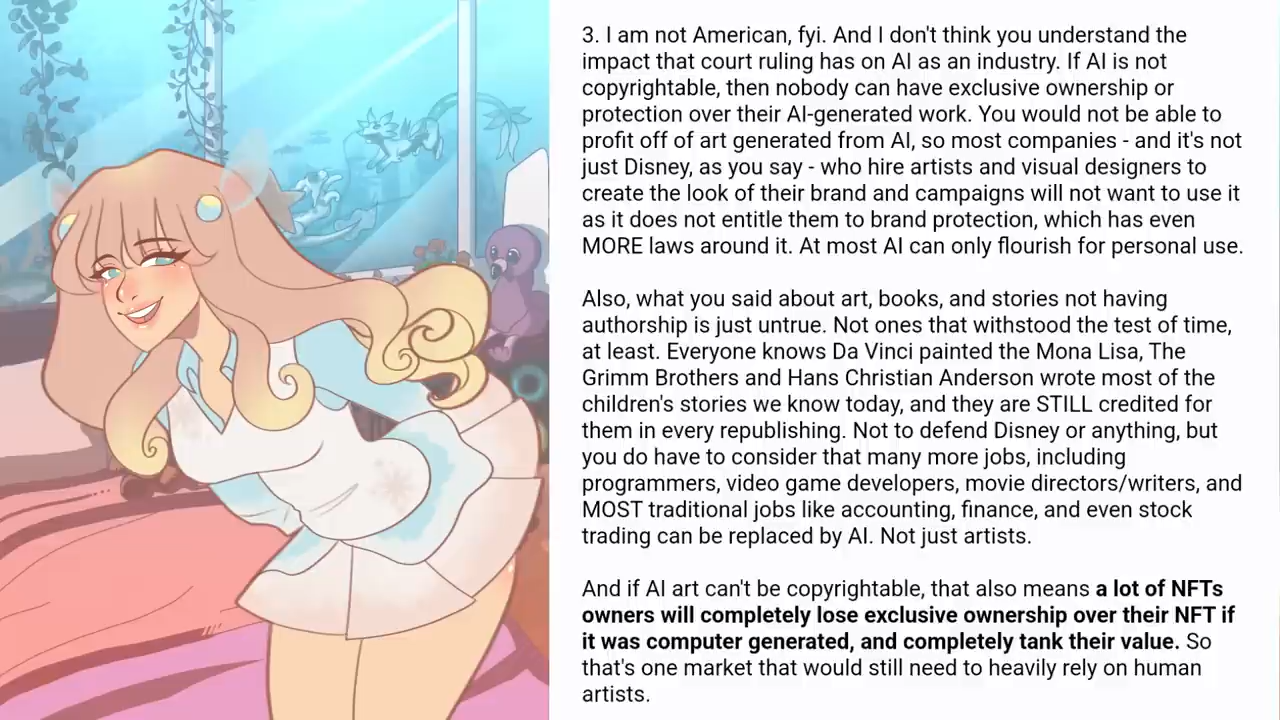 3. I am not American, fyi. And I don't think you understand the
impact that court ruling has on AI as an industry. If AI is not
copyrightable, then nobody can have exclusive ownership or
protection over their AI-generated work. You would not be able to
profit off of art generated from AI, so most companies - and it's not
just Disney, as you say - who hire artists and visual designers to
create the look of their brand and campaigns will not want to use it
as it does not entitle them to brand protection, which has even
MORE laws around it. At most AI can only flourish for personal use.
Also, what you said about art, books, and stories not having
authorship is just untrue. Not ones that withstood the test of time,
at least. Everyone knows Da Vinci painted the Mona Lisa, The
Grimm Brothers and Hans Christian Anderson wrote most of the
children's stories we know today, and they are STILL credited for
them in every republishing. Not to defend Disney or anything, but
you do have to consider that many more jobs, including
programmers, video game developers, movie directors/writers, and
MOST traditional jobs like accounting, finance, and even stock
trading can be replaced by AI. Not just artists.
And if AI art can't be copyrightable, that also means a lot of NFTs
owners will completely lose exclusive ownership over their NFT if
it was computer generated, and completely tank their value. So
that's one market that would still need to heavily rely on human
artists.